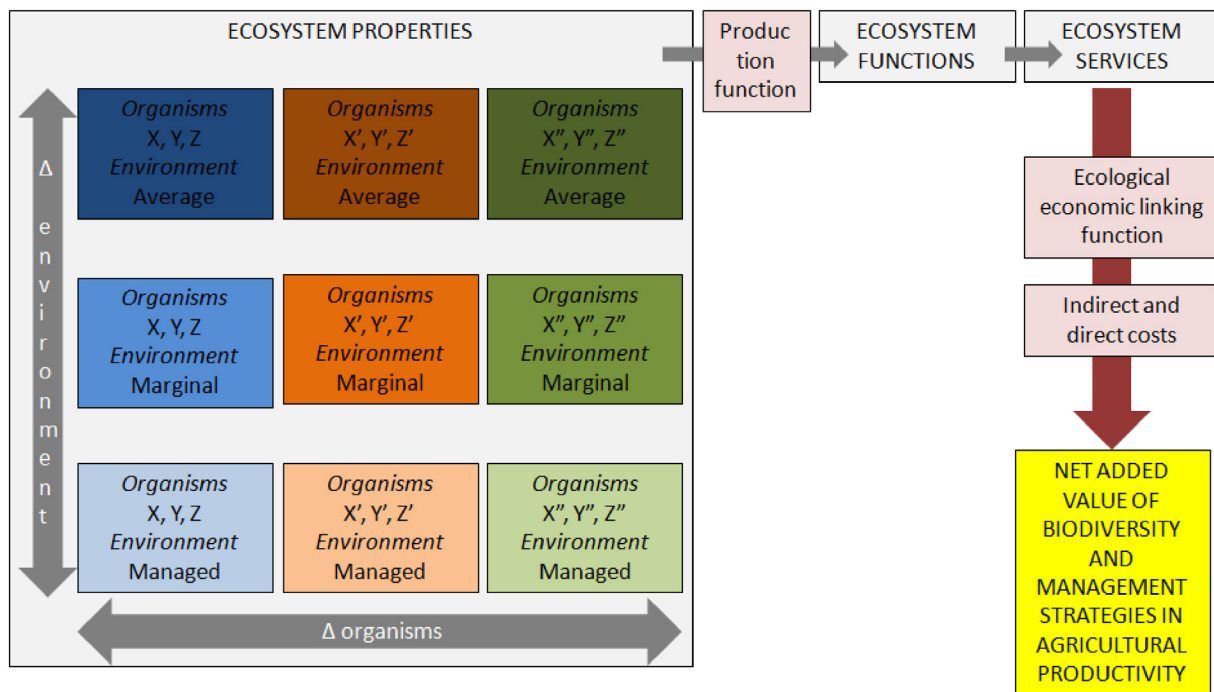 ECOSYSTEM PROPERTIES
Produc
tion
function
ECOSYSTEM
FUNCTIONS
ECOSYSTEM
SERVICES
Δ environment
Organisms
X, Y, Z
Environment
Average
Organisms
X’, Y’, Z’
Environment
Average
Organisms
X”, Y”, Z”
Environment
Average
Organisms
X, Y, Z
Environment
Marginal
Organisms
X’, Y’, Z’
Environment
Marginal
Organisms
X”, Y”, Z”
Environment
Marginal
Organisms
X, Y, Z
Environment
Managed
Organisms
X’, Y’, Z’
Environment
Managed
Organisms
X”, Y”, Z”
Environment
Managed
Δ organisms
Ecological
economic linking
function
Indirect and
direct costs
NET ADDED
VALUE OF
BIODIVERSITY
AND
MANAGEMENT
STRATEGIES IN
AGRICULTURAL
PRODUCTIVITY